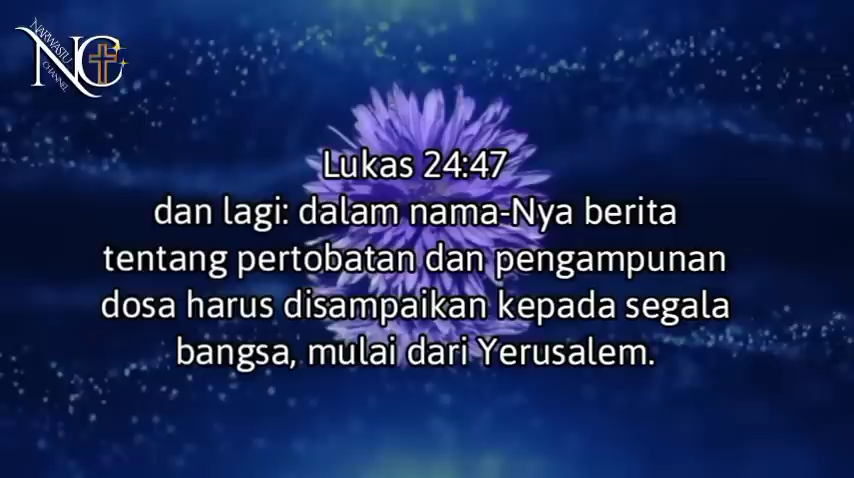 NARWASTU
NC
CHANNEL
Lukas 24:47
dan lagi: dalam nama-Nya berita
tentang pertobatan dan pengampunan
dosa harus disampaikan kepada segala
bangsa, mulai dari Yerusalem.